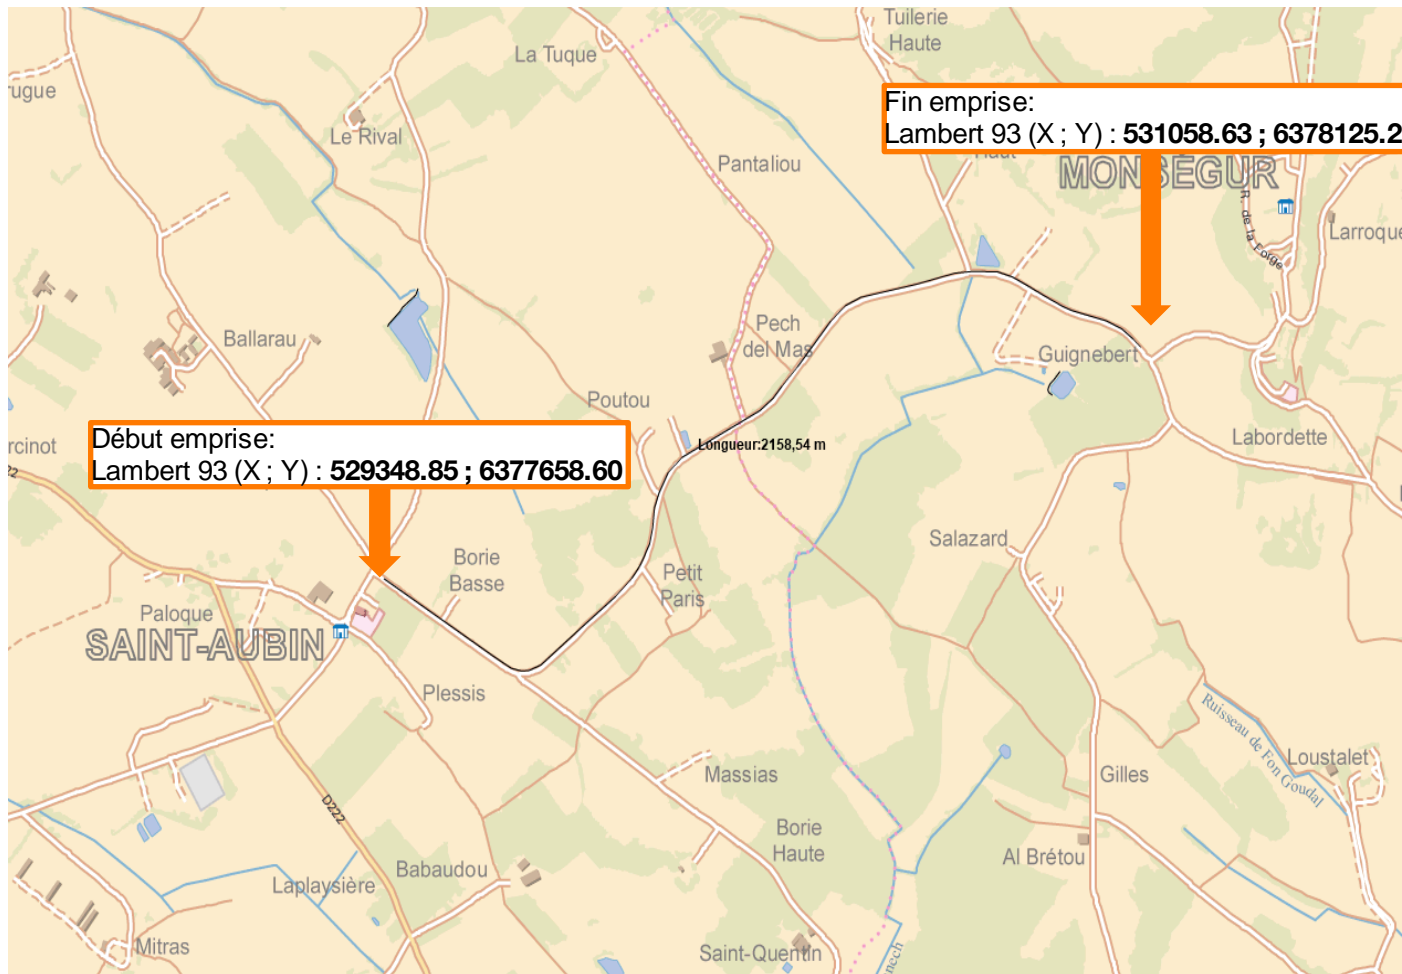 Tuilerie
Haute
La Tuque
rugue
Fin emprise:
Lambert 93 (X ; Y) : 531058.63 ; 6378125.2
Le Rival
Pantaliou
MONSÉGUR
R. de la Forge
Larroque
Ballarau
Pech
del Mas
Guignebert
Poutou
Début emprise:
Lambert 93 (X ; Y) : 529348.85 ; 6377658.60
rcinot
Longueur:2158,54 m
Labordette
Salazard
Borie
Basse
Petit
Paris
Paloque
SAINT-AUBIN
Plessis
Ruisseau de Fon Goudal
Massias
Gilles
Loustalet
D222
Borie
Haute
Al Brétou
Babaudou
Laplaysière
Mitras
Saint-Quentin
nech